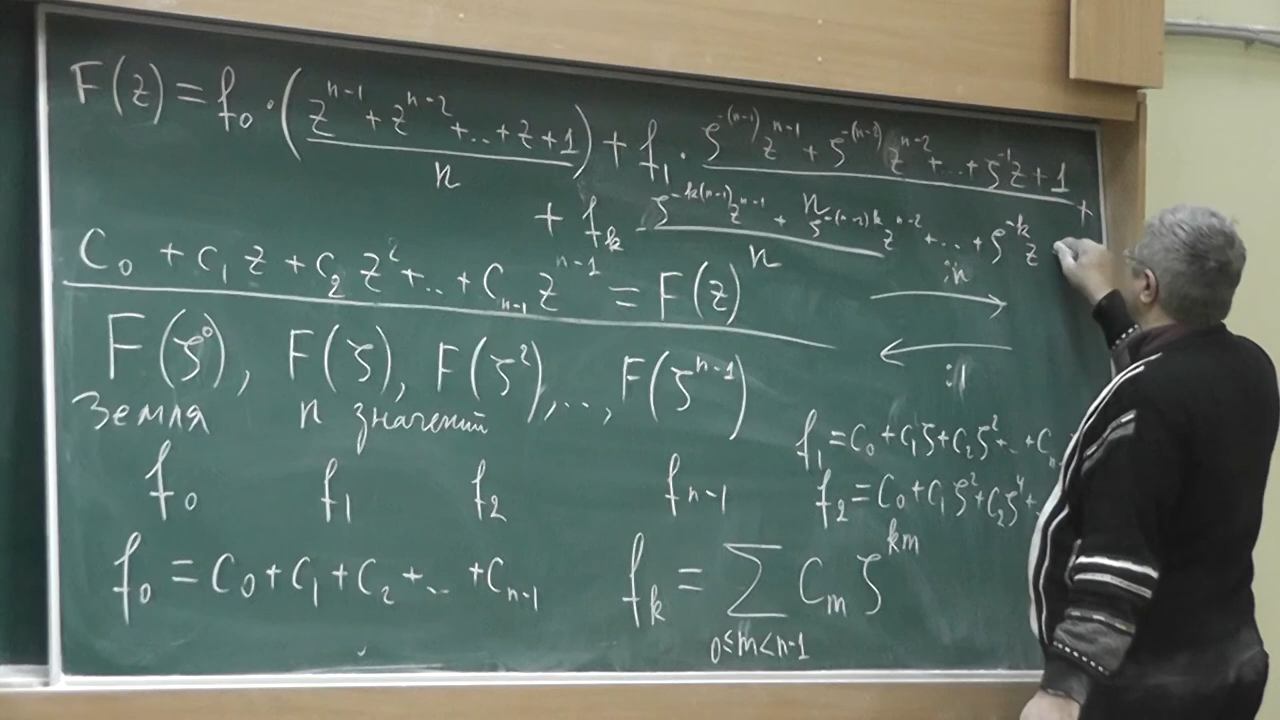 F(z) = f₀ · (z^{n-1} + z^{n-2} + ... + z + 1)/n + f₁ · (ζ^{-(n-1)} z^{n-1} + ζ^{-(n-2)} z^{n-2} + ... + ζ^{-1} z + 1)/n +
+ f_k (ζ^{-k(n-1)} z^{n-1} + ζ^{-(n-2)k} z^{n-2} + ... + ζ^{-k} z)/n
C₀ + C₁ z + C₂ z² + ... + C_{n-1} z^{n-1} = F(z)
:n
F(ζ⁰), F(ζ), F(ζ²), ..., F(ζ^{n-1})
:1
Земля n значений
f₀ f₁ f₂ f_{n-1}
f₁ = C₀ + C₁ζ + C₂ζ² + ... + C_n
f₂ = C₀ + C₁ζ² + C₂ζ⁴ + ..
f₀ = C₀ + C₁ + C₂ + ... + C_{n-1}
f_k = ∑_{0≤m<n-1} C_m ζ^{km}